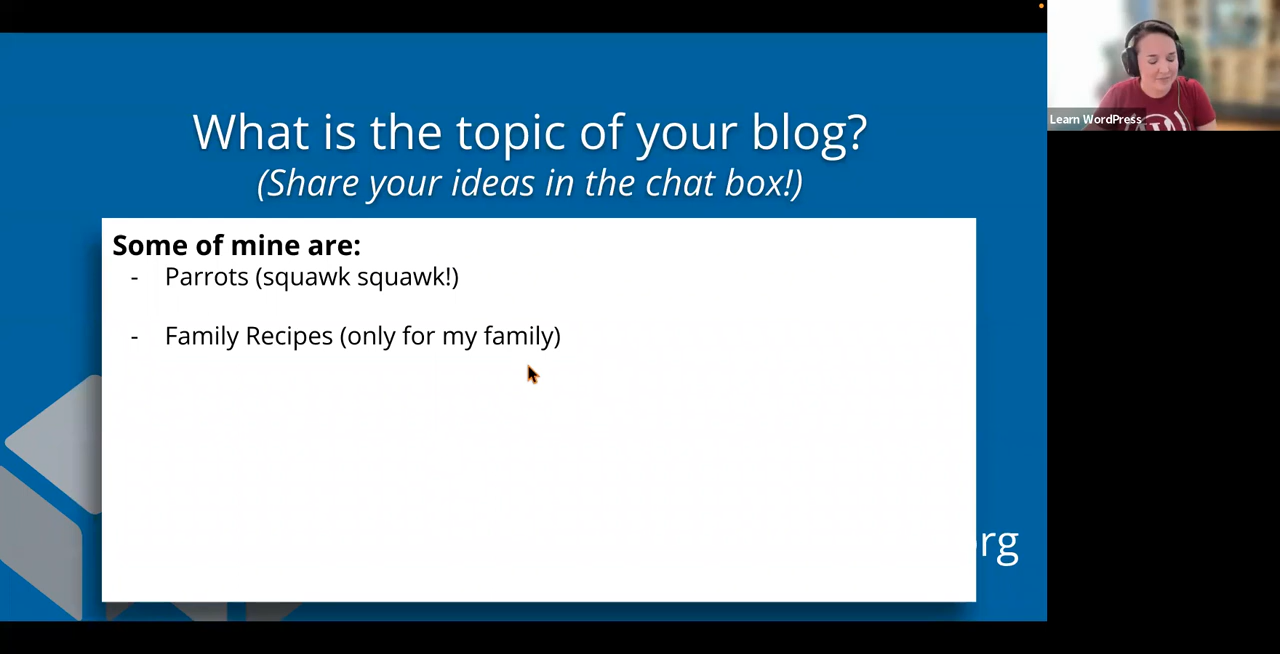 What is the topic of your blog?
(Share your ideas in the chat box!)
Some of mine are:
- Parrots (squawk squawk!)
- Family Recipes (only for my family)
rg
Learn WordPress